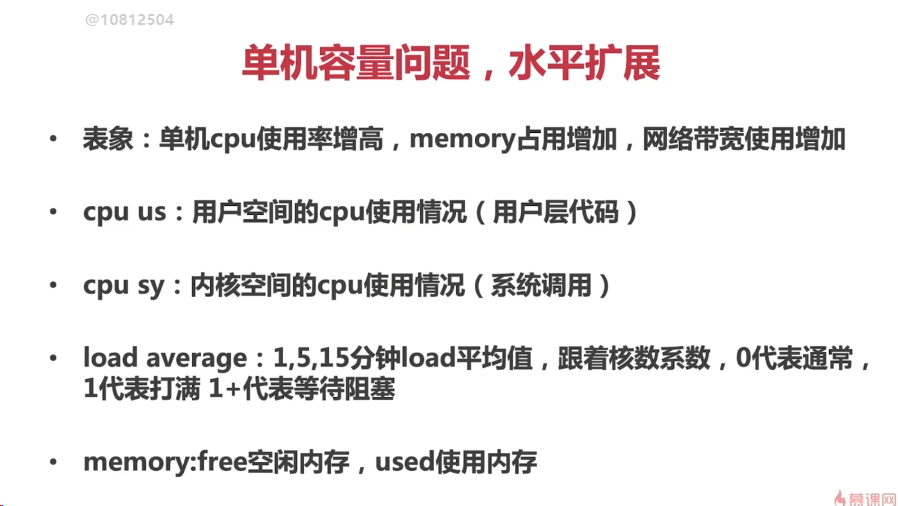 @10812504
单机容量问题，水平扩展
• 表象：单机cpu使用率增高，memory占用增加，网络带宽使用增加
• cpu us：用户空间的cpu使用情况（用户层代码）
• cpu sy：内核空间的cpu使用情况（系统调用）
• load average：1,5,15分钟load平均值，跟着核数系数，0代表通常，
1代表打满 1+代表等待阻塞
• memory:free空闲内存，used使用内存
慕课网